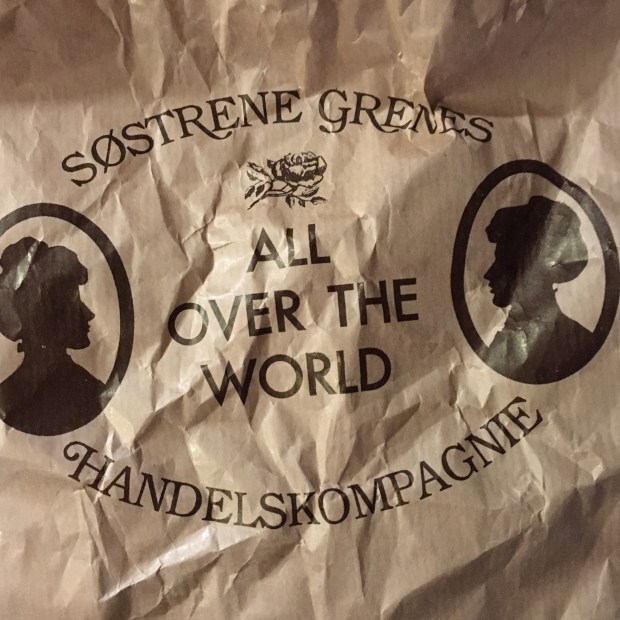 SØSTRENE GRENES
ALL
OVER THE
WORLD
HANDELSKOMPAGNIE